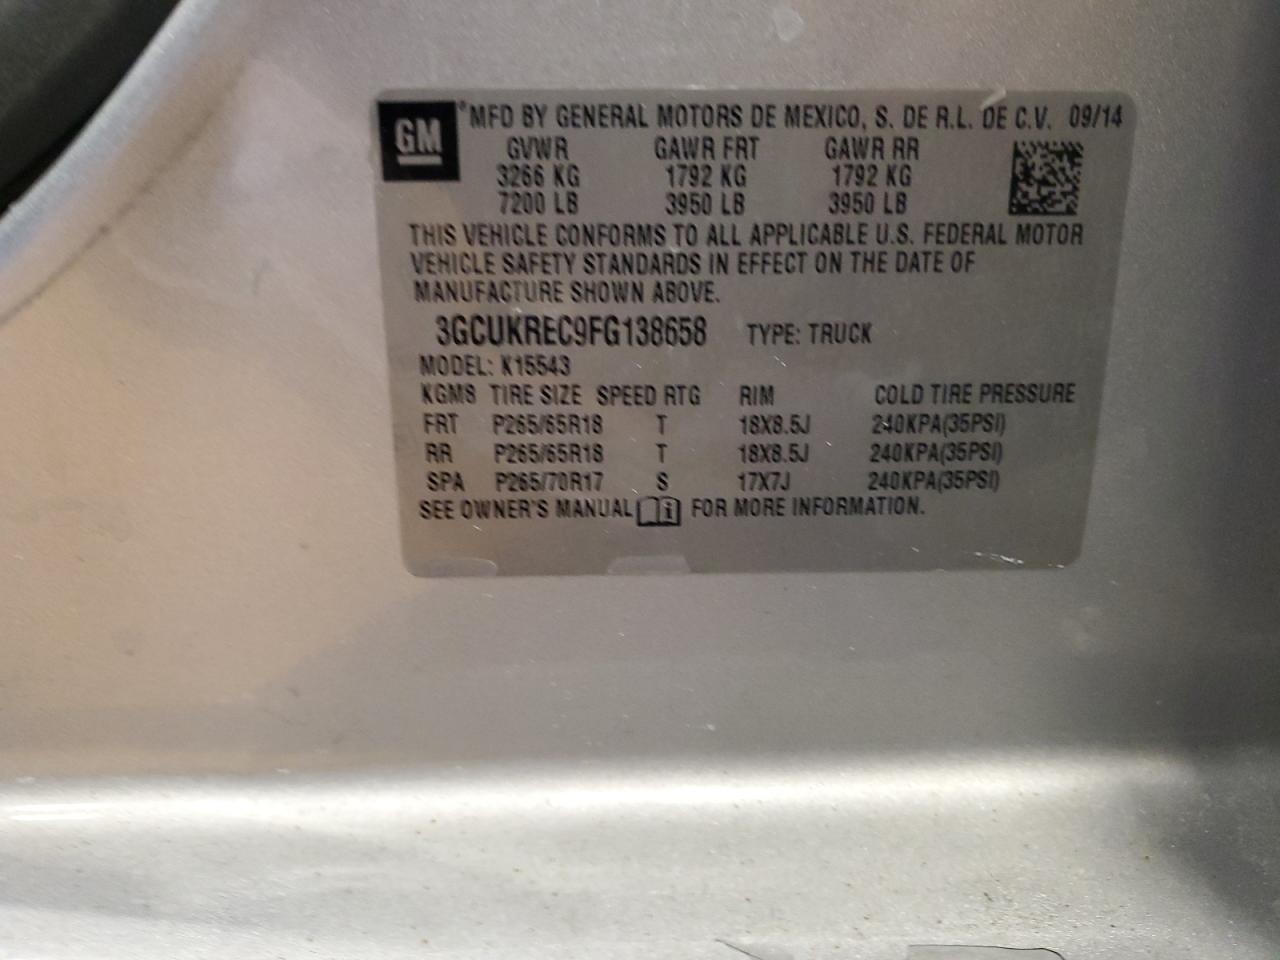 GM
® MFD BY GENERAL MOTORS DE MEXICO, S. DE R.L. DE C.V. 09/14
GVWR GAWR FRT GAWR RR
3266 KG 1792 KG 1792 KG
7200 LB 3950 LB 3950 LB
THIS VEHICLE CONFORMS TO ALL APPLICABLE U.S. FEDERAL MOTOR
VEHICLE SAFETY STANDARDS IN EFFECT ON THE DATE OF
MANUFACTURE SHOWN ABOVE.
3GCUKREC9FG138658 TYPE: TRUCK
MODEL: K15543
KGM8 TIRE SIZE SPEED RTG RIM COLD TIRE PRESSURE
FRT P265/65R18 T 18X8.5J 240KPA(35PSI)
RR P265/65R18 T 18X8.5J 240KPA(35PSI)
SPA P265/70R17 S 17X7J 240KPA(35PSI)
SEE OWNER'S MANUAL FOR MORE INFORMATION.